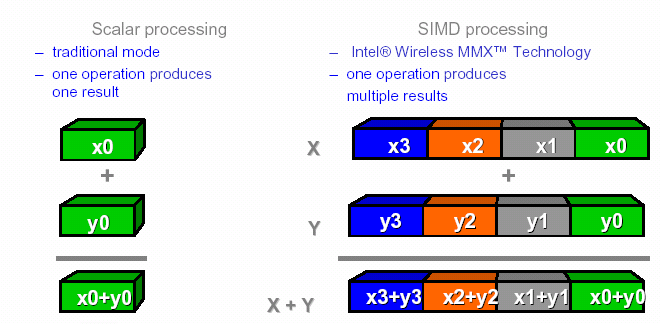 Scalar processing
– traditional mode
– one operation produces
one result
x0
+
y0
x0+y0
SIMD processing
– Intel® Wireless MMX™ Technology
– one operation produces
multiple results
X x3 x2 x1 x0
+
Y y3 y2 y1 y0
X + Y x3+y3 x2+y2 x1+y1 x0+y0